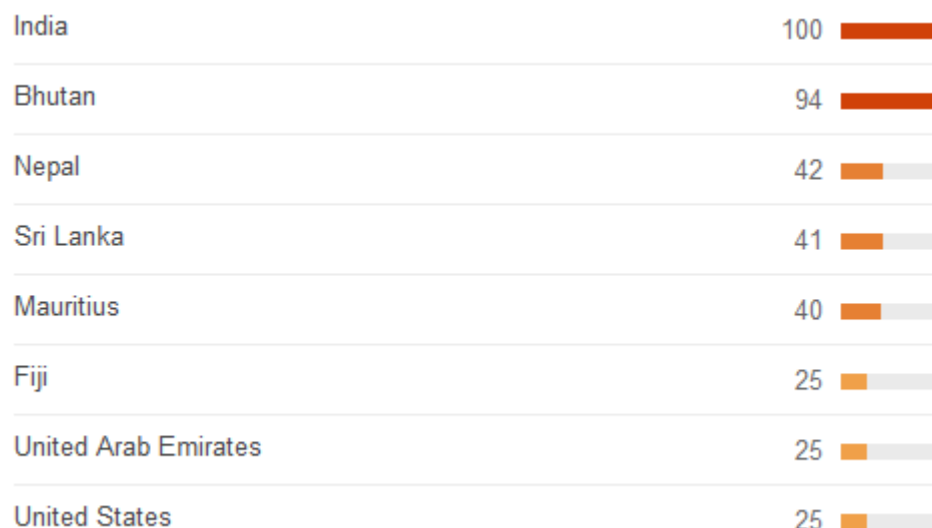 India 100
Bhutan 94
Nepal 42
Sri Lanka 41
Mauritius 40
Fiji 25
United Arab Emirates 25
United States 25